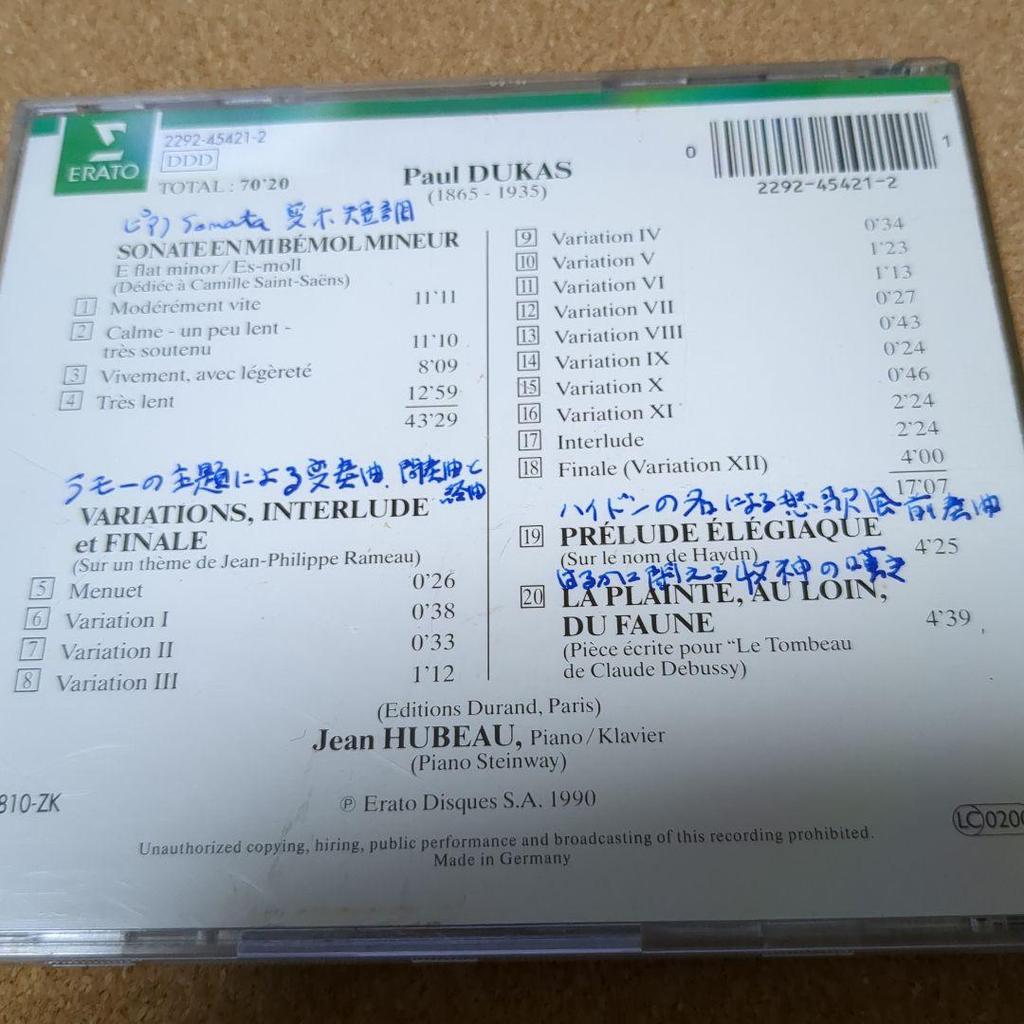 ERATO
2292-45421-2
DDD
TOTAL : 70'20
Paul DUKAS
(1865 - 1935)
0
1
2292-45421-2
ピアノ Sonata 変ホ短調
SONATE EN MI BÉMOL MINEUR
E flat minor / Es-moll
(Dédiée à Camille Saint-Saëns)
1 Modérément vite 11'11
2 Calme - un peu lent -
très soutenu 11'10
3 Vivement, avec légèreté 8'09
4 Très lent 12'59
43'29
ラモーの主題による変奏曲、間奏曲と
終曲
VARIATIONS, INTERLUDE
et FINALE
(Sur un thème de Jean-Philippe Rameau)
5 Menuet 0'26
6 Variation I 0'38
7 Variation II 0'33
8 Variation III 1'12
9 Variation IV 0'34
10 Variation V 1'23
11 Variation VI 1'13
12 Variation VII 0'27
13 Variation VIII 0'43
14 Variation IX 0'24
15 Variation X 0'46
16 Variation XI 2'24
17 Interlude 2'24
18 Finale (Variation XII) 4'00
17'07
ハイドンの名による悲歌風前奏曲
19 PRÉLUDE ÉLÉGIAQUE
(Sur le nom de Haydn) 4'25
はるかに聞える牧神の嘆き
20 LA PLAINTE, AU LOIN,
DU FAUNE 4'39
(Pièce écrite pour "Le Tombeau
de Claude Debussy)
(Editions Durand, Paris)
Jean HUBEAU, Piano / Klavier
(Piano Steinway)
810-ZK
℗ Erato Disques S.A. 1990
LC 0200
Unauthorized copying, hiring, public performance and broadcasting of this recording prohibited.
Made in Germany